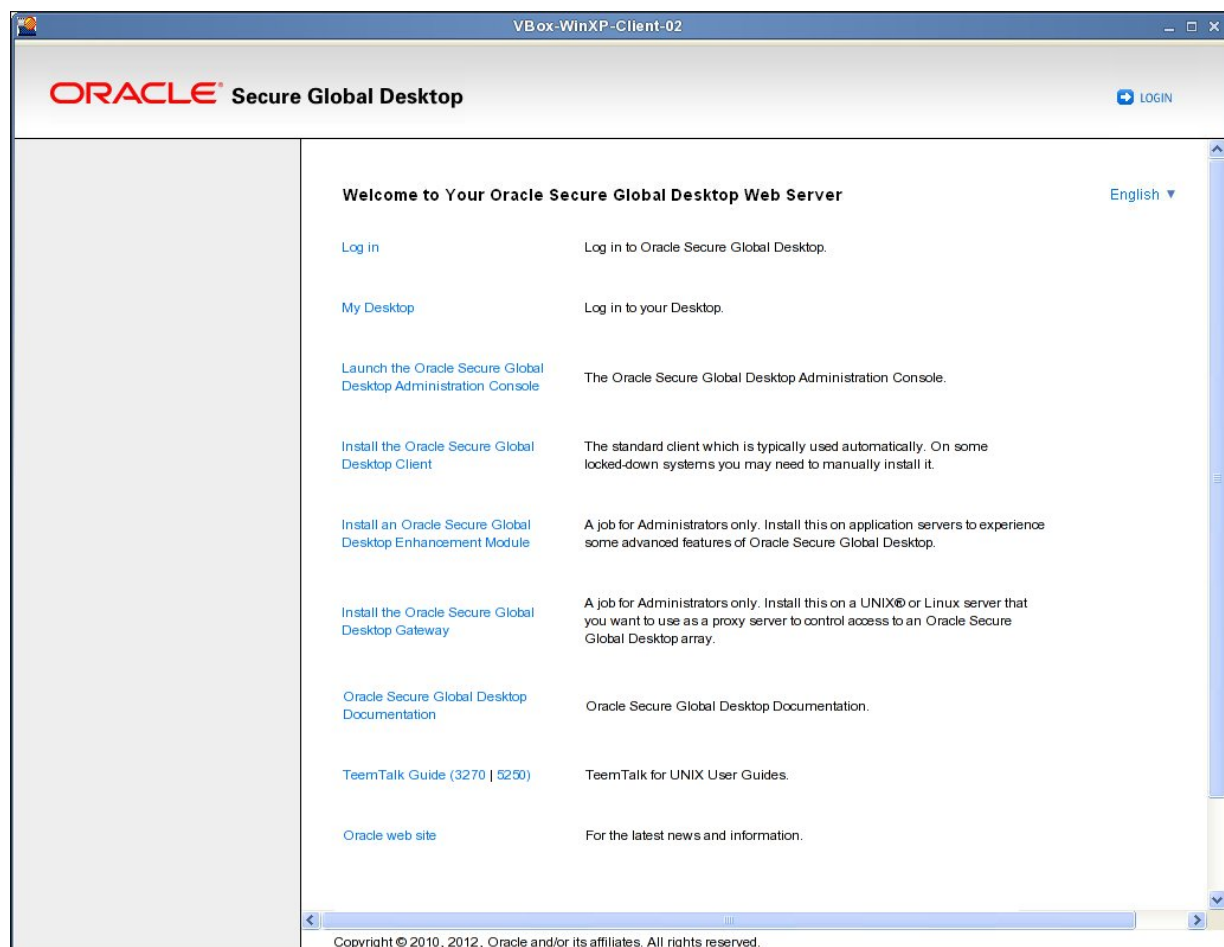 VBox-WinXP-Client-02
ORACLE® Secure Global Desktop
LOGIN
Welcome to Your Oracle Secure Global Desktop Web Server
English ▼
Log in
Log in to Oracle Secure Global Desktop.
My Desktop
Log in to your Desktop.
Launch the Oracle Secure Global
Desktop Administration Console
The Oracle Secure Global Desktop Administration Console.
Install the Oracle Secure Global
Desktop Client
The standard client which is typically used automatically. On some
locked-down systems you may need to manually install it.
Install an Oracle Secure Global
Desktop Enhancement Module
A job for Administrators only. Install this on application servers to experience
some advanced features of Oracle Secure Global Desktop.
Install the Oracle Secure Global
Desktop Gateway
A job for Administrators only. Install this on a UNIX® or Linux server that
you want to use as a proxy server to control access to an Oracle Secure
Global Desktop array.
Oracle Secure Global Desktop
Documentation
Oracle Secure Global Desktop Documentation.
TeemTalk Guide (3270 | 5250)
TeemTalk for UNIX User Guides.
Oracle web site
For the latest news and information.
Copyright © 2010, 2012, Oracle and/or its affiliates. All rights reserved.